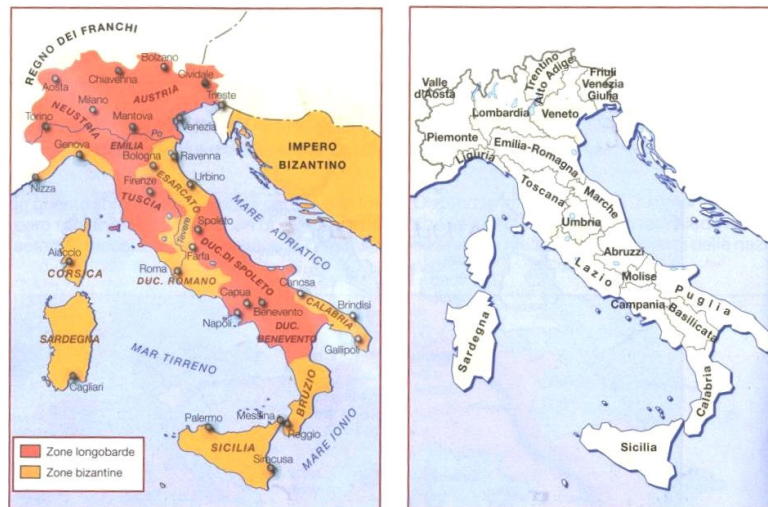 REGNO DEI FRANCHI
Bolzano
Chiavenna
Cividale
Aosta
AUSTRIA
Trieste
Milano
NEUSTRIA
Mantova
Torino
Po
Venezia
EMILIA
Genova
Bologna
Ravenna
IMPERO
BIZANTINO
ESARCATO
Nizza
Firenze
Urbino
TUSCIA
MARE ADRIATICO
Spoleto
Tevere
Farfa
Aiaccio
CORSICA
Roma
DUC. DI SPOLETO
DUC. ROMANO
Canosa
Capua
CALABRIA
Brindisi
Benevento
Napoli
SARDEGNA
DUC.
BENEVENTO
Gallipoli
MAR TIRRENO
Cagliari
BRUZIO
Palermo
Messina
Reggio
MARE IONIO
SICILIA
Siracusa
Zone longobarde
Zone bizantine
Trentino
Alto Adige
Friuli
Venezia
Giulia
Valle
d'Aosta
Lombardia
Veneto
Piemonte
Emilia-Romagna
Liguria
Toscana
Marche
Umbria
Abruzzi
Lazio
Molise
Puglia
Campania
Basilicata
Sardegna
Calabria
Sicilia